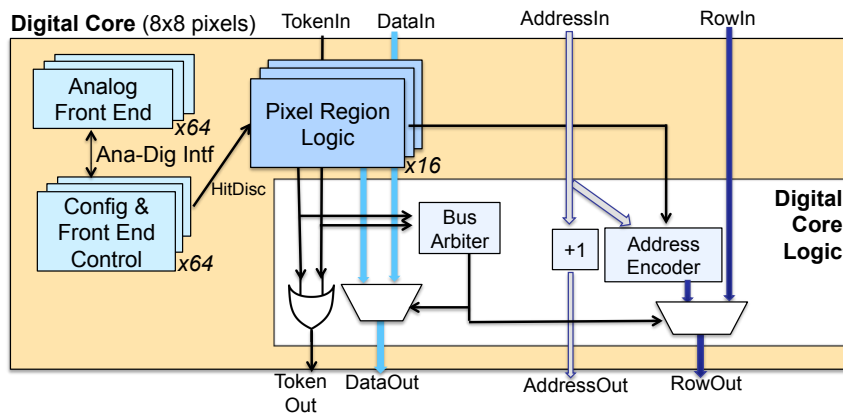 Digital Core (8x8 pixels)
TokenIn
DataIn
AddressIn
RowIn
Analog
Front End
x64
Ana-Dig Intf
Config &
Front End
Control
x64
HitDisc
Pixel Region
Logic
x16
Bus
Arbiter
+1
Address
Encoder
Digital
Core
Logic
Token
Out
DataOut
AddressOut
RowOut